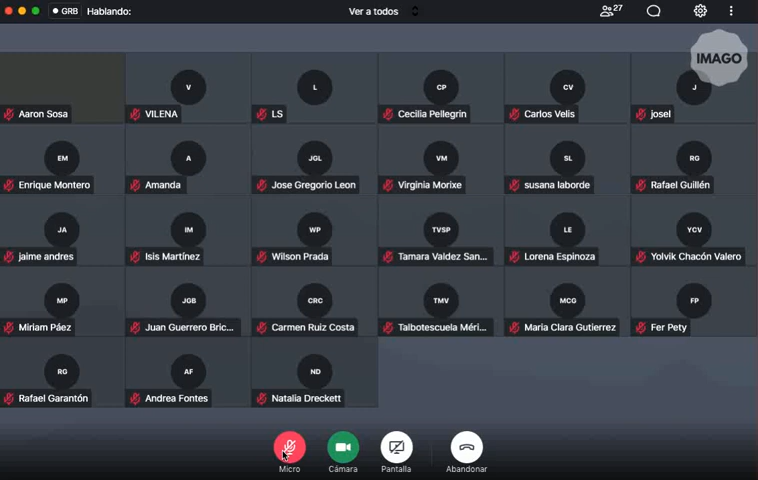 GRB Hablando:
Ver a todos
27
IMAGO
Aaron Sosa
V
VILENA
L
LS
CP
Cecilia Pellegrin
CV
Carlos Velis
J
josel
EM
Enrique Montero
A
Amanda
JGL
Jose Gregorio Leon
VM
Virginia Morixe
SL
susana laborde
RG
Rafael Guillén
JA
jaime andres
IM
Isis Martínez
WP
Wilson Prada
TVSP
Tamara Valdez San...
LE
Lorena Espinoza
YCV
Yolvik Chacón Valero
MP
Miriam Páez
JGB
Juan Guerrero Bric...
CRC
Carmen Ruiz Costa
TMV
Talbotescuela Méri...
MCG
Maria Clara Gutierrez
FP
Fer Pety
RG
Rafael Garantón
AF
Andrea Fontes
ND
Natalia Dreckett
Micro
Cámara
Pantalla
Abandonar